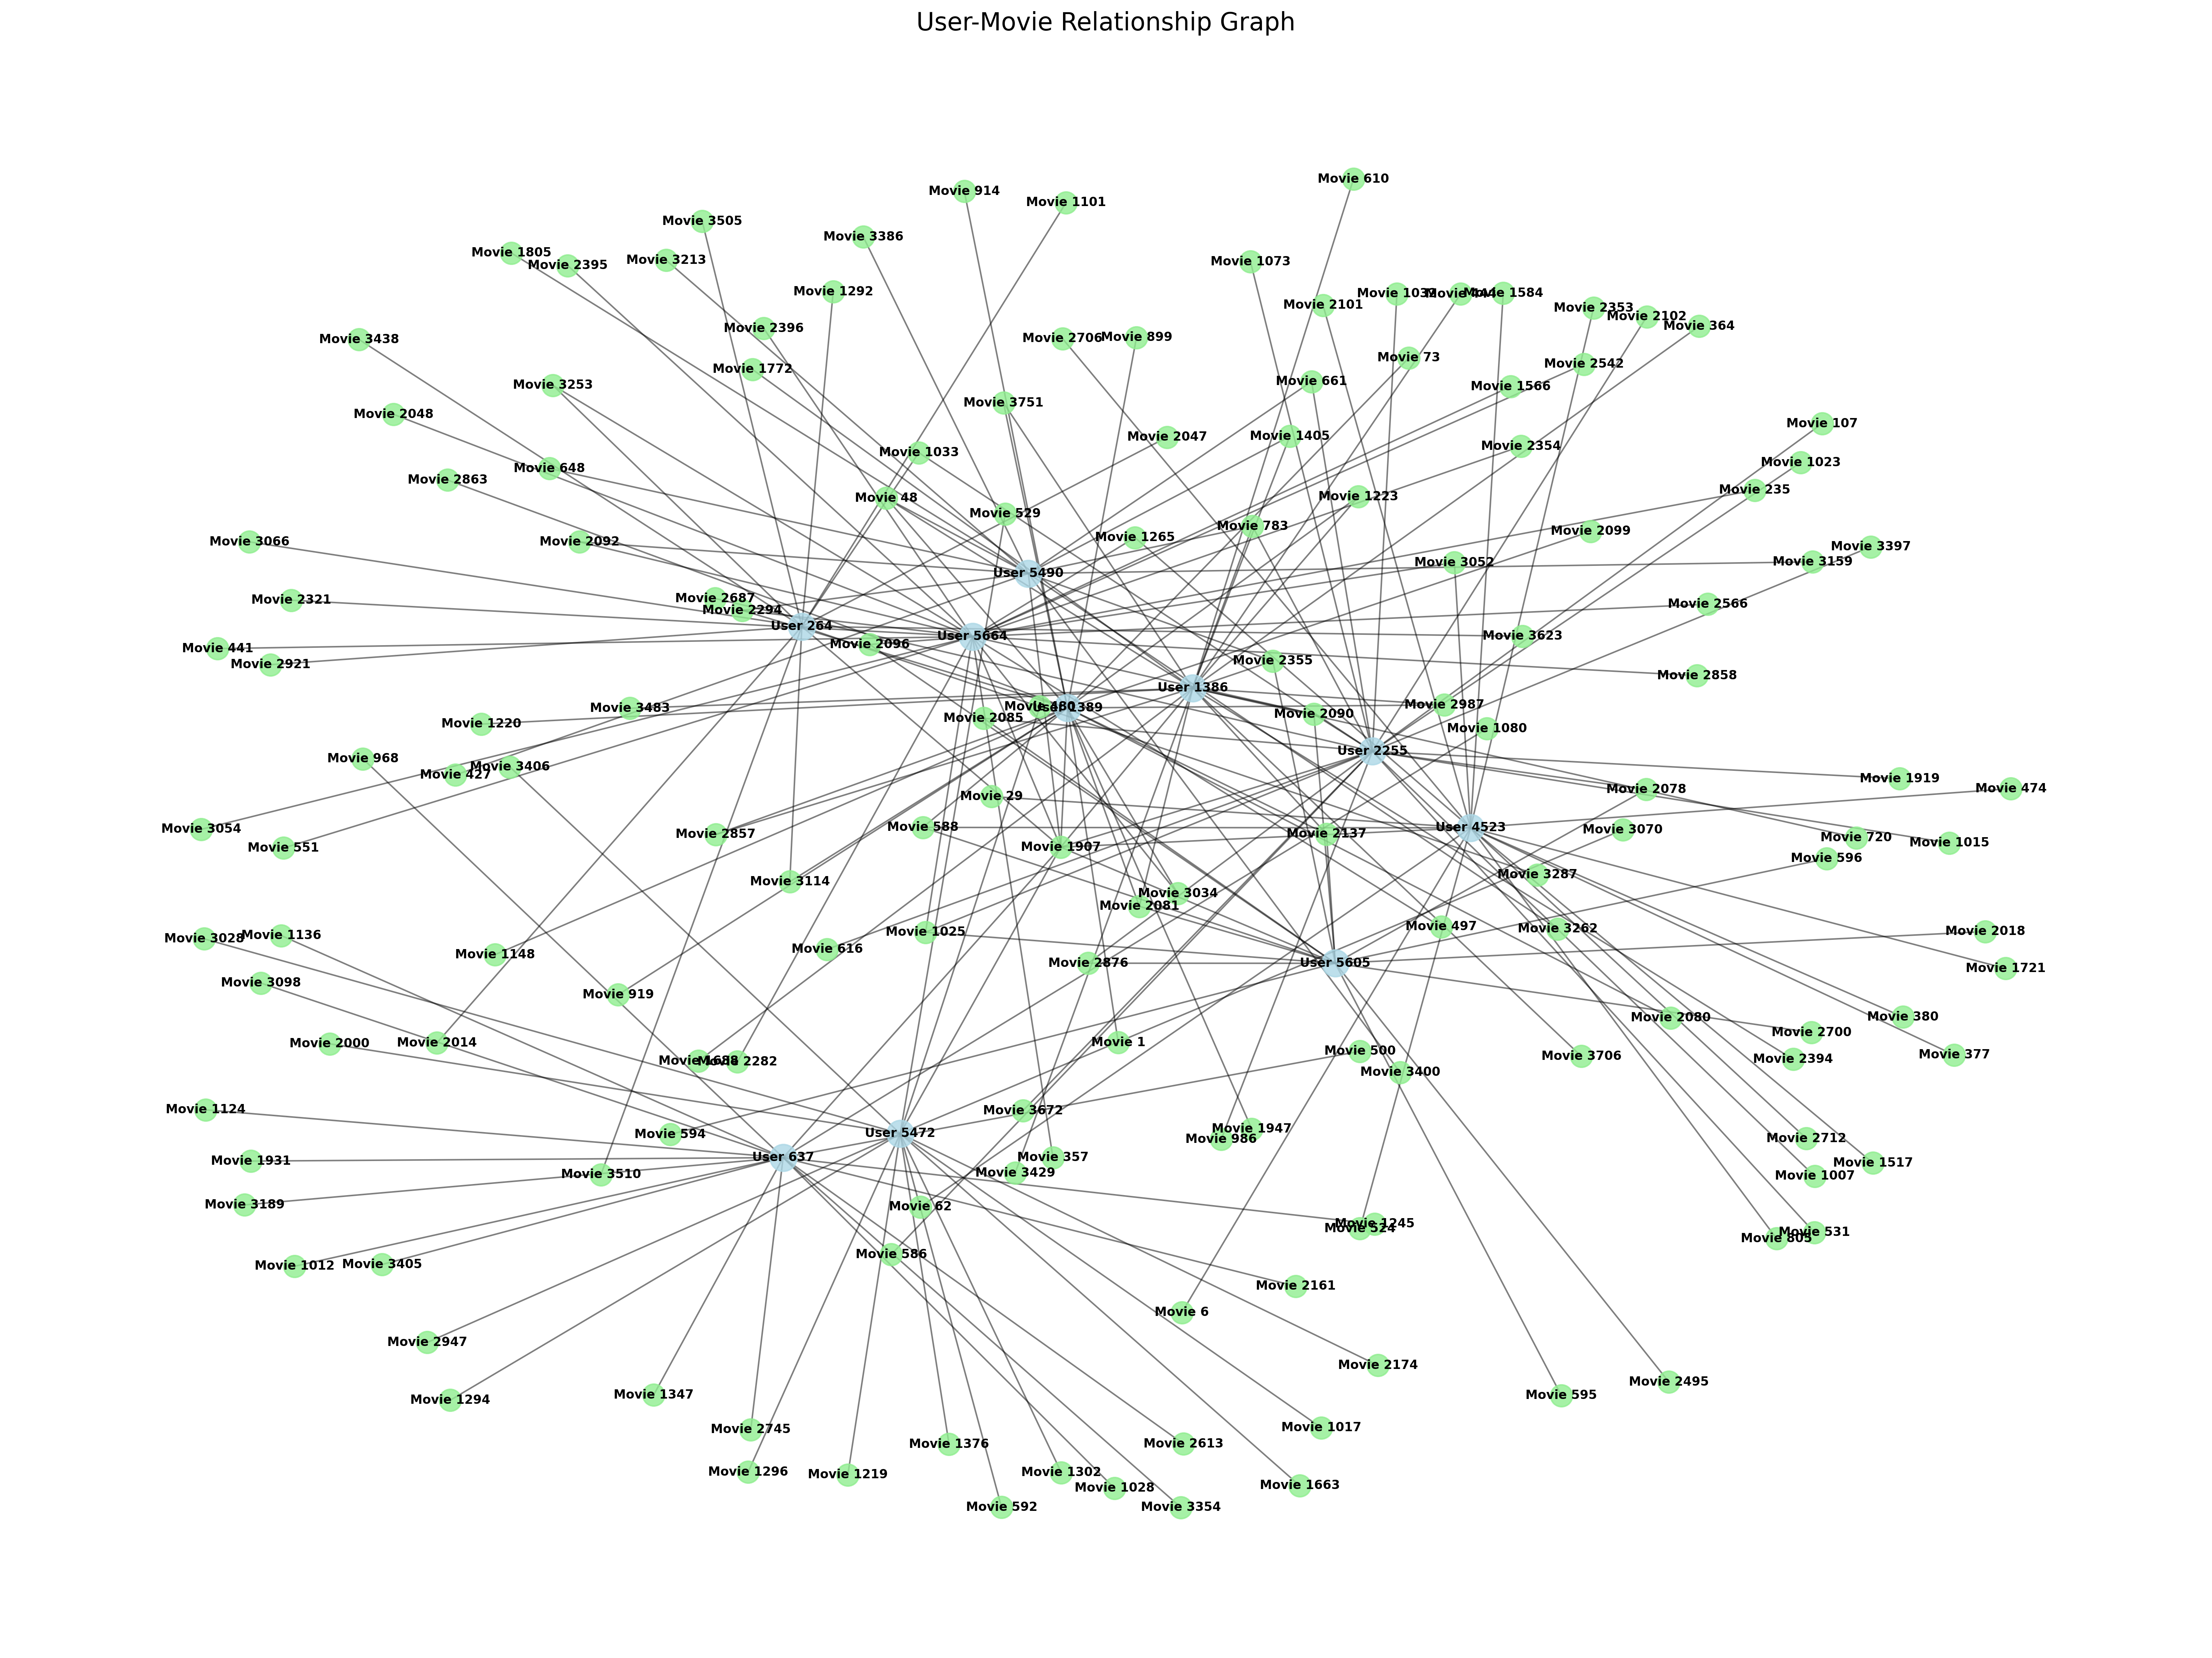 User-Movie Relationship Graph
Movie 610
Movie 914
Movie 1101
Movie 3505
Movie 3386
Movie 1805
Movie 2395
Movie 3213
Movie 1073
Movie 1292
Movie 2101
Movie 1032
Movie 444
Movie 1584
Movie 2353
Movie 2102
Movie 364
Movie 2396
Movie 3438
Movie 2706
Movie 899
Movie 73
Movie 2542
Movie 1772
Movie 3253
Movie 661
Movie 1566
Movie 3751
Movie 2048
Movie 107
Movie 2047
Movie 1405
Movie 2354
Movie 1033
Movie 648
Movie 1023
Movie 2863
Movie 235
Movie 48
Movie 1223
Movie 529
Movie 783
Movie 2099
Movie 1265
Movie 3066
Movie 2092
Movie 3397
Movie 3052
Movie 3159
User 5490
Movie 2687
Movie 2321
Movie 2294
Movie 2566
User 264
User 5664
Movie 3623
Movie 441
Movie 2096
Movie 2921
Movie 2355
Movie 2858
User 1386
Movie 3483
Movie 480
User 1389
Movie 2987
Movie 1220
Movie 2085
Movie 2090
Movie 1080
User 2255
Movie 968
Movie 427
Movie 3406
Movie 1919
Movie 2078
Movie 474
Movie 29
Movie 3054
Movie 2857
Movie 588
User 4523
Movie 3070
Movie 2137
Movie 720
Movie 1015
Movie 551
Movie 1907
Movie 596
Movie 3114
Movie 3287
Movie 3034
Movie 2081
Movie 3028
Movie 1136
Movie 1025
Movie 497
Movie 3262
Movie 2018
Movie 1148
Movie 616
Movie 2876
User 5605
Movie 1721
Movie 3098
Movie 919
Movie 2080
Movie 380
Movie 2700
Movie 2000
Movie 2014
Movie 1
Movie 500
Movie 3706
Movie 2394
Movie 377
Movie 1688
Movie 2282
Movie 3400
Movie 1124
Movie 3672
Movie 594
User 5472
Movie 1947
Movie 986
Movie 2712
Movie 1931
User 637
Movie 357
Movie 3429
Movie 1517
Movie 3510
Movie 1007
Movie 3189
Movie 62
Movie 1245
Movie 524
Movie 531
Movie 805
Movie 586
Movie 1012
Movie 3405
Movie 2161
Movie 6
Movie 2947
Movie 2174
Movie 2495
Movie 1347
Movie 595
Movie 1294
Movie 2745
Movie 1017
Movie 1376
Movie 2613
Movie 1296
Movie 1219
Movie 1302
Movie 1028
Movie 1663
Movie 592
Movie 3354